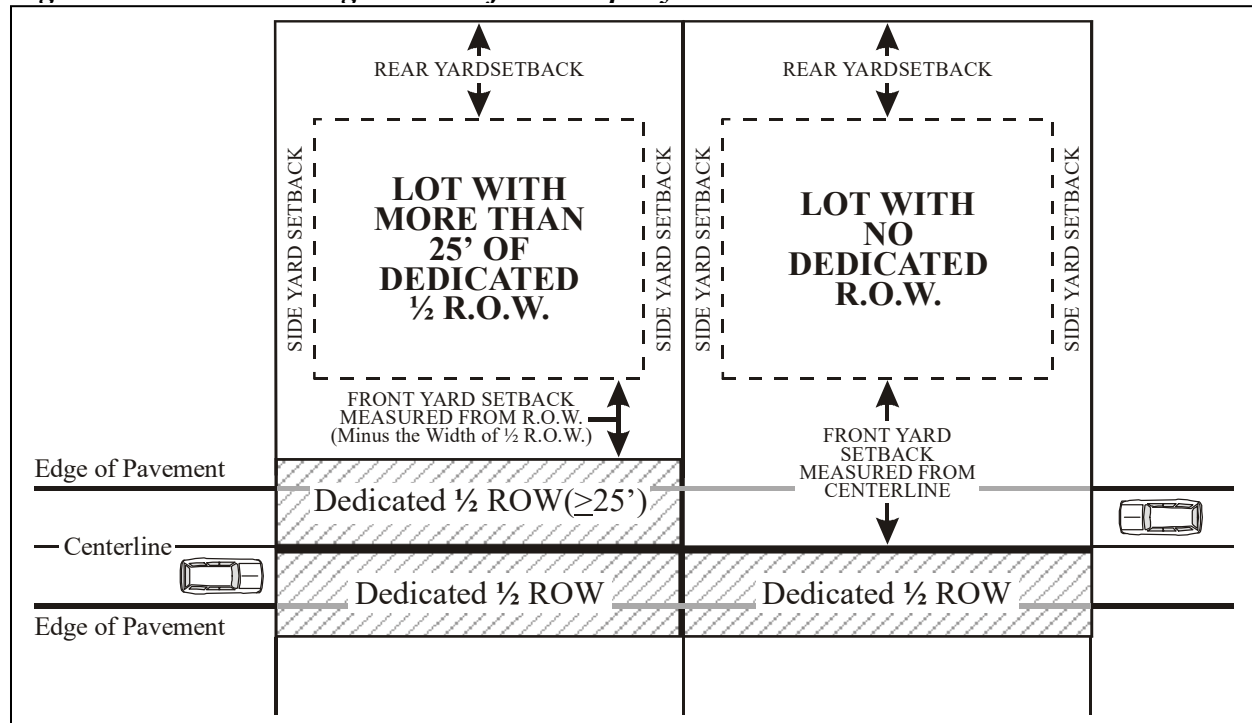 REAR YARDSETBACK
REAR YARDSETBACK
SIDE YARD SETBACK
LOT WITH
MORE THAN
25’ OF
DEDICATED
½ R.O.W.
SIDE YARD SETBACK
SIDE YARD SETBACK
LOT WITH
NO
DEDICATED
R.O.W.
SIDE YARD SETBACK
FRONT YARD SETBACK
MEASURED FROM R.O.W.
(Minus the Width of ½ R.O.W.)
FRONT YARD
SETBACK
MEASURED FROM
CENTERLINE
Edge of Pavement
Dedicated ½ ROW(≥25’)
Centerline
Dedicated ½ ROW
Dedicated ½ ROW
Edge of Pavement